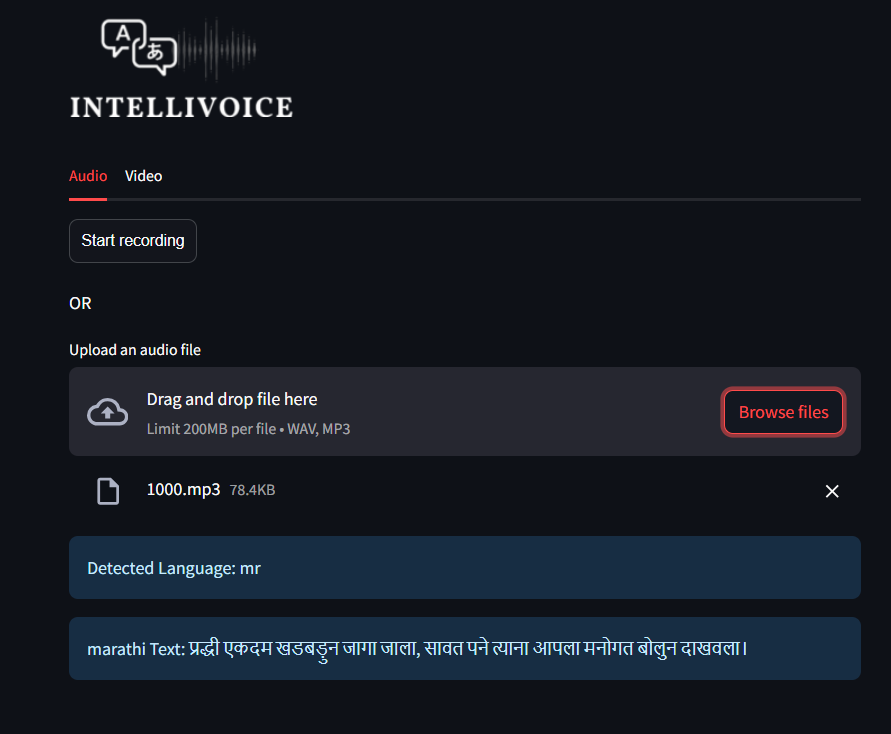 A
あ
INTELLIVOICE
Audio Video
Start recording
OR
Upload an audio file
Drag and drop file here
Limit 200MB per file • WAV, MP3
Browse files
1000.mp3 78.4KB
Detected Language: mr
marathi Text: प्रद्धी एकदम खडबड़ुन जागा जाला, सावत पने त्याना आपला मनोगत बोलुन दाखवला।